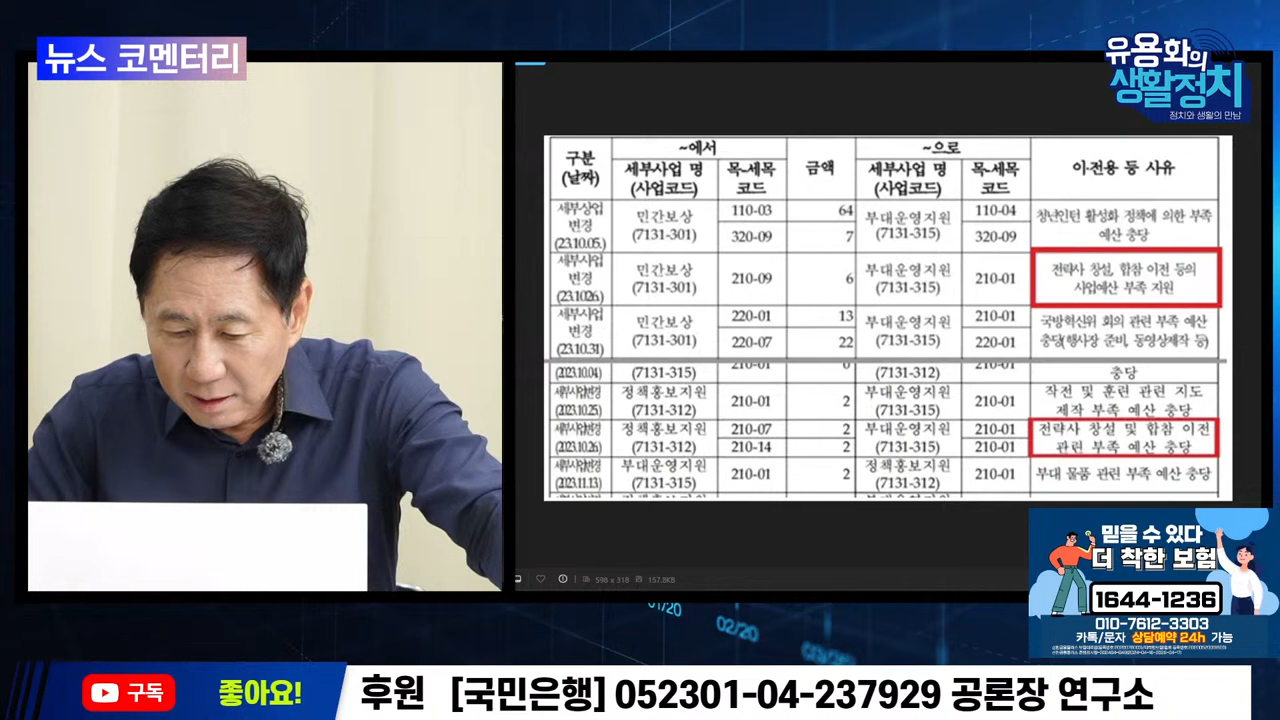 뉴스 코멘터리
유용화의
생활정치
정치와 생활의 만남
구분
(날짜)
~에서
금액
~으로
이·전용 등 사유
세부사업 명
(사업코드)
목-세목
코드
세부사업 명
(사업코드)
목-세목
코드
세부사업
변경
(23.10.05.)
민간보상
(7131-301)
110-03
64
부대운영지원
(7131-315)
110-04
청년인턴 활성화 정책에 의한 부족
예산 충당
320-09
7
320-09
세부사업
변경
(23.10.26.)
민간보상
(7131-301)
210-09
6
부대운영지원
(7131-315)
210-01
전략사 창설, 합참 이전 등의
사업예산 부족 지원
세부사업
변경
(23.10.31)
민간보상
(7131-301)
220-01
13
부대운영지원
(7131-315)
210-01
국방혁신위 회의 관련 부족 예산
충당(행사장 준비, 동영상제작 등)
220-07
22
220-01
(2023.10.04)
(7131-315)
210-01
0
(7131-312)
210-01
충당
세부사업변경
(2023.10.25)
정책홍보지원
(7131-312)
210-01
2
부대운영지원
(7131-315)
210-01
작전 및 훈련 관련 지도
제작 부족 예산 충당
세부사업변경
(2023.10.26)
정책홍보지원
(7131-312)
210-07
2
부대운영지원
(7131-315)
210-01
전략사 창설 및 합참 이전
관련 부족 예산 충당
210-14
2
210-01
세부사업변경
(2023.11.13)
부대운영지원
(7131-315)
210-01
2
정책홍보지원
(7131-312)
210-01
부대 물품 관련 부족 예산 충당
598 x 318
157.8KB
믿을 수 있다
더 착한 보험
1644-1236
010-7612-3303
카톡/문자 상담예약 24h 가능
01/20
02/20
구독
좋아요!
후원 [국민은행] 052301-04-237929 공론장 연구소